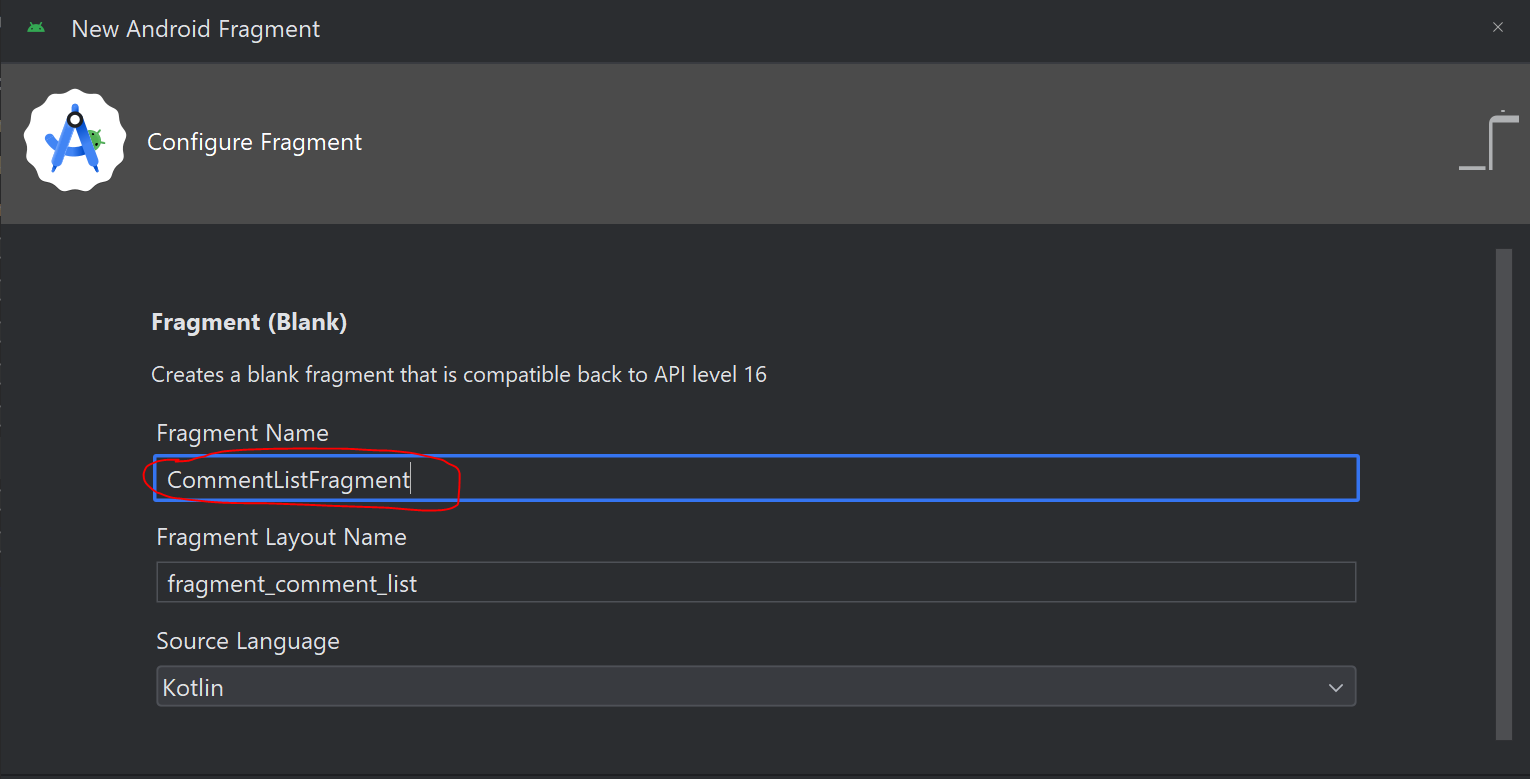 New Android Fragment
Configure Fragment
Fragment (Blank)
Creates a blank fragment that is compatible back to API level 16
Fragment Name
CommentListFragment
Fragment Layout Name
fragment_comment_list
Source Language
Kotlin